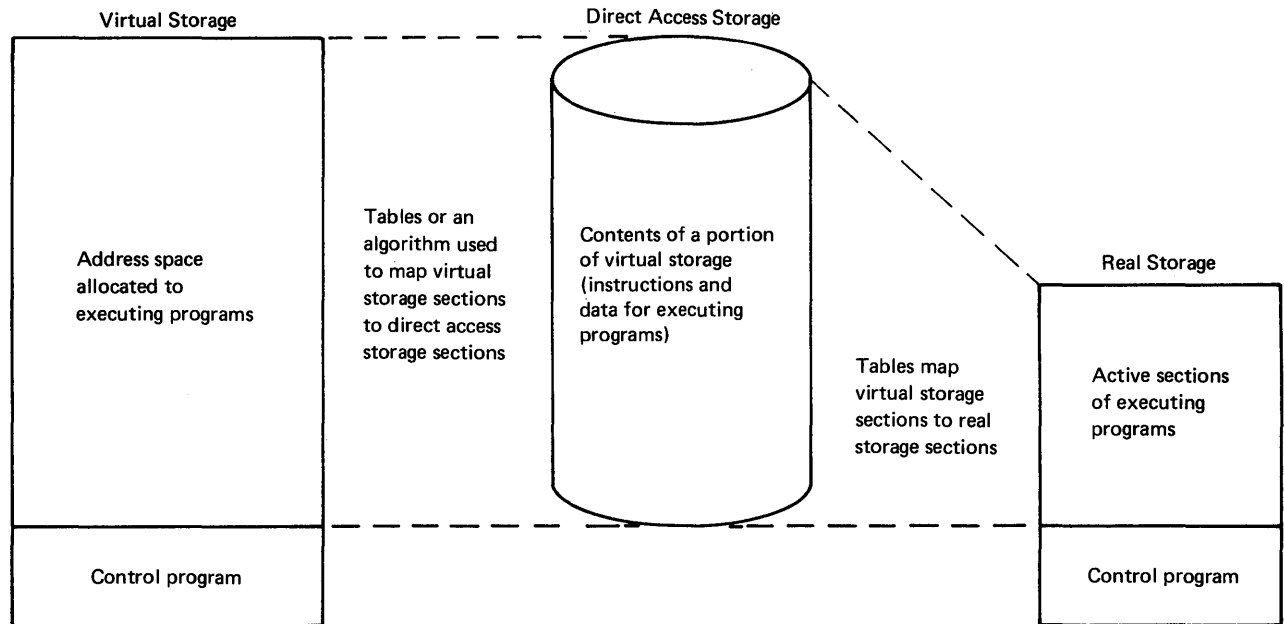 Virtual Storage
Direct Access Storage
Address space
allocated to
executing programs
Tables or an
algorithm used
to map virtual
storage sections
to direct access
storage sections
Contents of a portion
of virtual storage
(instructions and
data for executing
programs)
Tables map
virtual storage
sections to real
storage sections
Real Storage
Active sections
of executing
programs
Control program
Control program